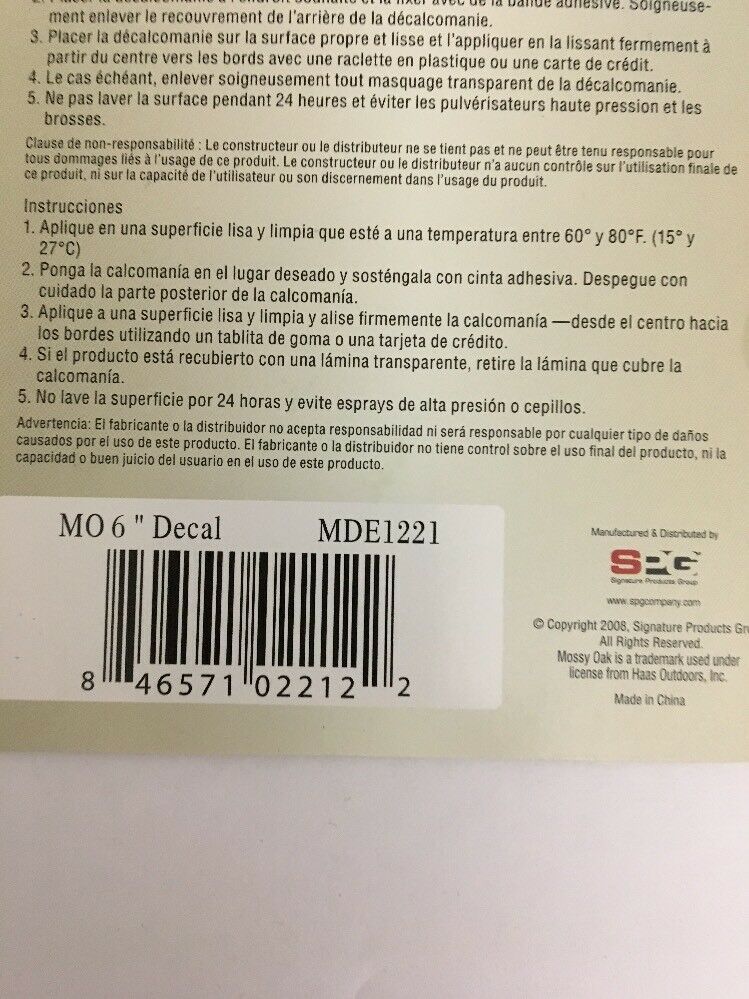 2. Placer la décalcomanie à l'endroit souhaité et la fixer avec de la bande adhésive. Soigneuse-
ment enlever le recouvrement de l'arrière de la décalcomanie.
3. Placer la décalcomanie sur la surface propre et lisse et l'appliquer en la lissant fermement à
partir du centre vers les bords avec une raclette en plastique ou une carte de crédit.
4. Le cas échéant, enlever soigneusement tout masquage transparent de la décalcomanie.
5. Ne pas laver la surface pendant 24 heures et éviter les pulvérisateurs haute pression et les
brosses.
Clause de non-responsabilité : Le constructeur ou le distributeur ne se tient pas et ne peut être tenu responsable pour
tous dommages liés à l'usage de ce produit. Le constructeur ou le distributeur n'a aucun contrôle sur l'utilisation finale de
ce produit, ni sur la capacité de l'utilisateur ou son discernement dans l'usage du produit.
Instrucciones
1. Aplique en una superficie lisa y limpia que esté a una temperatura entre 60° y 80°F. (15° y
27°C)
2. Ponga la calcomanía en el lugar deseado y sosténgala con cinta adhesiva. Despegue con
cuidado la parte posterior de la calcomanía.
3. Aplique a una superficie lisa y limpia y alise firmemente la calcomanía —desde el centro hacia
los bordes utilizando un tablita de goma o una tarjeta de crédito.
4. Si el producto está recubierto con una lámina transparente, retire la lámina que cubre la
calcomanía.
5. No lave la superficie por 24 horas y evite esprays de alta presión o cepillos.
Advertencia: El fabricante o la distribuidor no acepta responsabilidad ni será responsable por cualquier tipo de daños
causados por el uso de este producto. El fabricante o la distribuidor no tiene control sobre el uso final del producto, ni la
capacidad o buen juicio del usuario en el uso de este producto.
MO 6 " Decal MDE1221
8 46571 02212 2
Manufactured & Distributed by
SPG
Signature Products Group
www.spgcompany.com
© Copyright 2008, Signature Products Gr
All Rights Reserved.
Mossy Oak is a trademark used under
license from Haas Outdoors, Inc.
Made in China